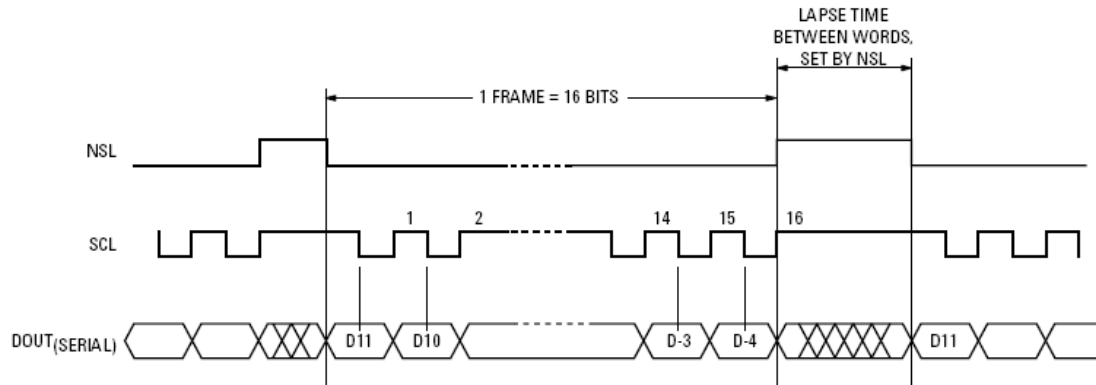 LAPSE TIME
BETWEEN WORDS,
SET BY NSL
1 FRAME = 16 BITS
NSL
1 2 14 15 16
SCL
DOUT(SERIAL) D11 D10 D-3 D-4 D11